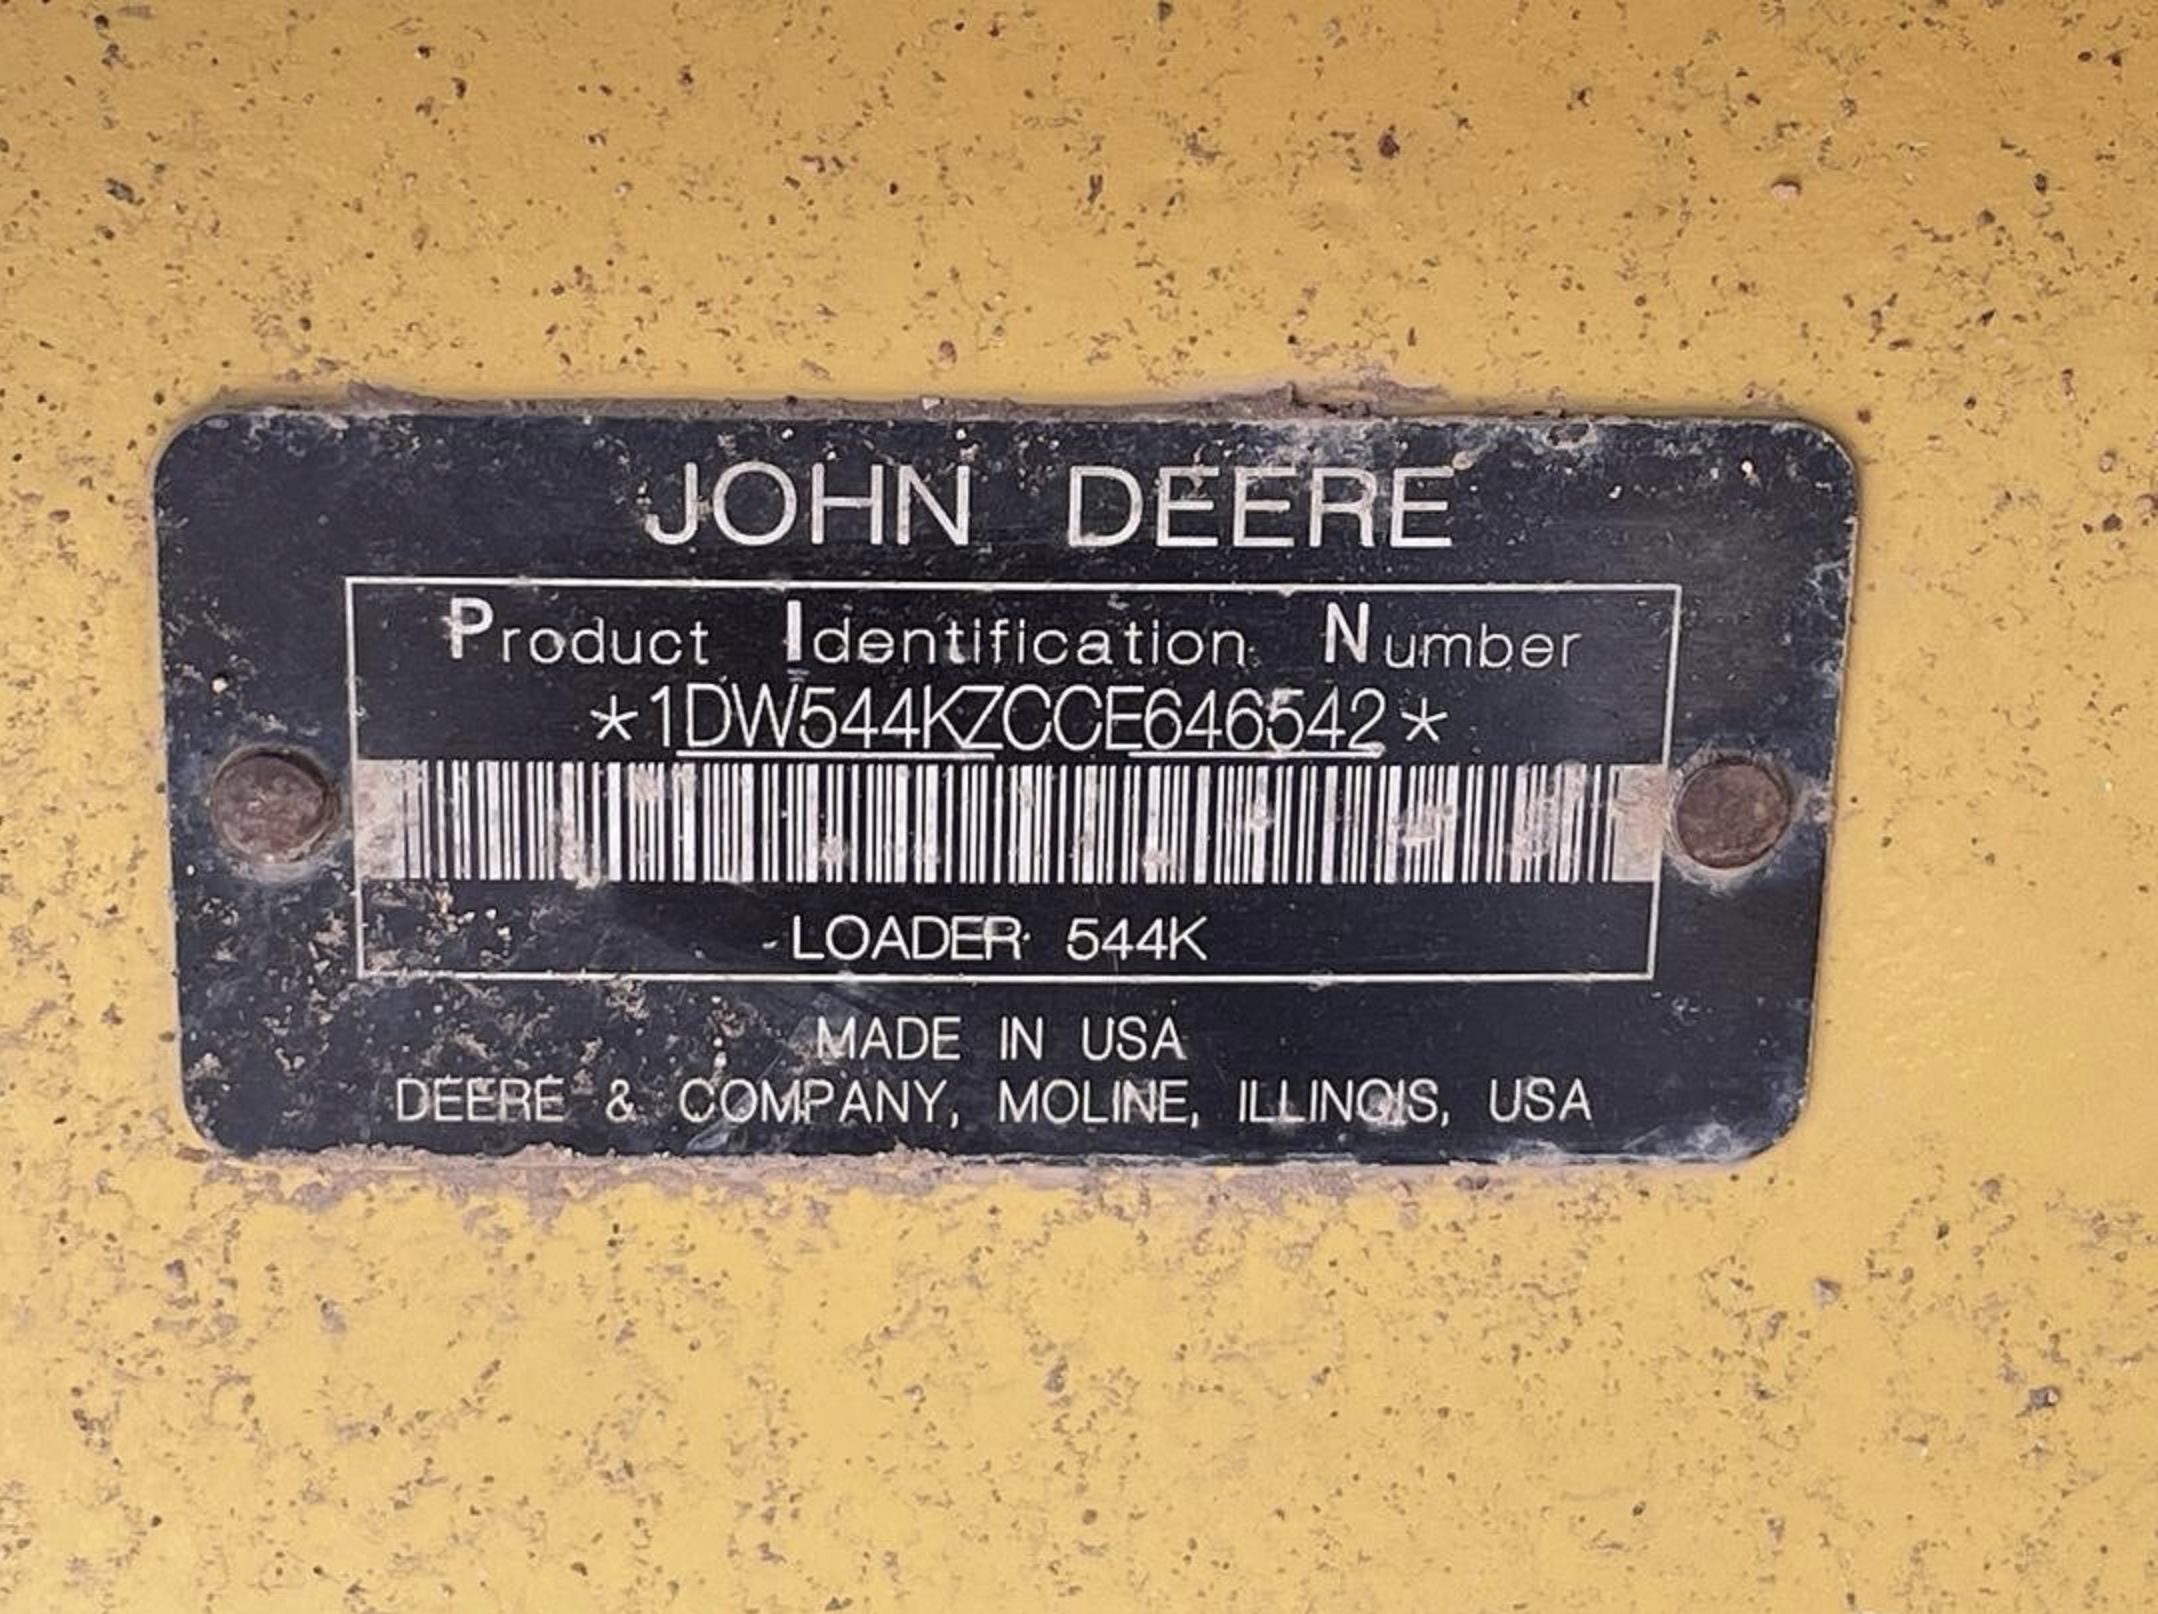 JOHN DEERE
Product Identification Number
*1DW544KZCCE646542*
LOADER 544K
MADE IN USA
DEERE & COMPANY, MOLINE, ILLINOIS, USA